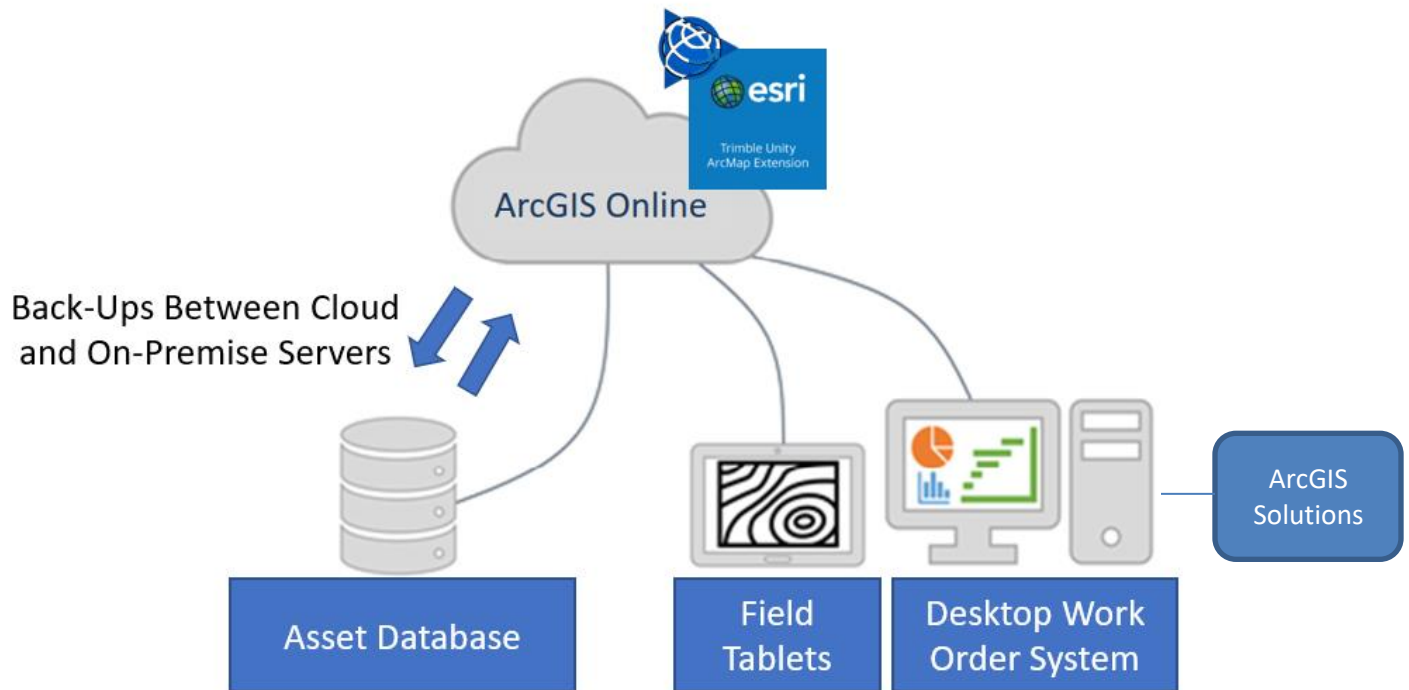 esri
Trimble Unity
ArcMap Extension
ArcGIS Online
Back-Ups Between Cloud
and On-Premise Servers
ArcGIS
Solutions
Asset Database
Field
Tablets
Desktop Work
Order System